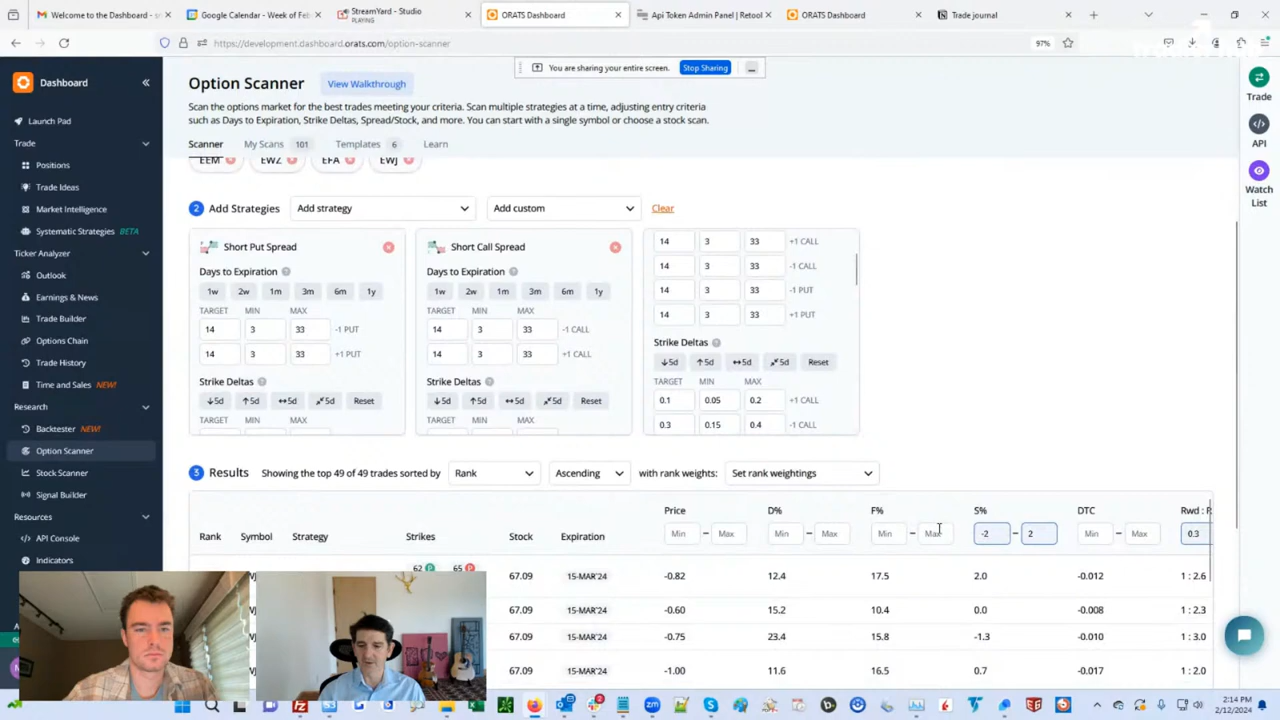 Welcome to the Dashboard - s
Google Calendar - Week of Feb
StreamYard - Studio
PLAYING
ORATS Dashboard
Api Token Admin Panel | Retool
ORATS Dashboard
Trade journal
https://development.dashboard.orats.com/option-scanner
97%
You are sharing your entire screen.
Stop Sharing
Dashboard
Launch Pad
Trade
Positions
Trade Ideas
Market Intelligence
Systematic Strategies BETA
Ticker Analyzer
Outlook
Earnings & News
Trade Builder
Options Chain
Trade History
Time and Sales NEW!
Research
Backtester NEW!
Option Scanner
Stock Scanner
Signal Builder
Resources
API Console
Indicators
Option Scanner
View Walkthrough
Scan the options market for the best trades meeting your criteria. Scan multiple strategies at a time, adjusting entry criteria
such as Days to Expiration, Strike Deltas, Spread/Stock, and more. You can start with a single symbol or choose a stock scan.
Scanner My Scans 101 Templates 6 Learn
EEM EWZ EFA EWJ
2 Add Strategies Add strategy Add custom Clear
Short Put Spread
Days to Expiration
1w 2w 1m 3m 6m 1y
TARGET MIN MAX
14 3 33 -1 PUT
14 3 33 +1 PUT
Strike Deltas
↓5d ↑5d ↔5d 5d Reset
TARGET MIN MAX
Short Call Spread
Days to Expiration
1w 2w 1m 3m 6m 1y
TARGET MIN MAX
14 3 33 -1 CALL
14 3 33 +1 CALL
Strike Deltas
↓5d ↑5d ↔5d 5d Reset
TARGET MIN MAX
14 3 33 +1 CALL
14 3 33 -1 CALL
14 3 33 -1 PUT
14 3 33 +1 PUT
Strike Deltas
↓5d ↑5d ↔5d 5d Reset
TARGET MIN MAX
0.1 0.05 0.2 +1 CALL
0.3 0.15 0.4 -1 CALL
3 Results Showing the top 49 of 49 trades sorted by Rank Ascending with rank weights: Set rank weightings
Price D% F% S% DTC Rwd :
Min – Max Min – Max Min – Max -2 – 2 Min – Max 0.3
Rank Symbol Strategy Strikes Stock Expiration
62 P 65 P
67.09 15-MAR'24 -0.82 12.4 17.5 2.0 -0.012 1 : 2.6
67.09 15-MAR'24 -0.60 15.2 10.4 0.0 -0.008 1 : 2.3
67.09 15-MAR'24 -0.75 23.4 15.8 -1.3 -0.010 1 : 3.0
67.09 15-MAR'24 -1.00 11.6 16.5 0.7 -0.017 1 : 2.0
Trade
API
Watch
List
2:14 PM
2/12/2024